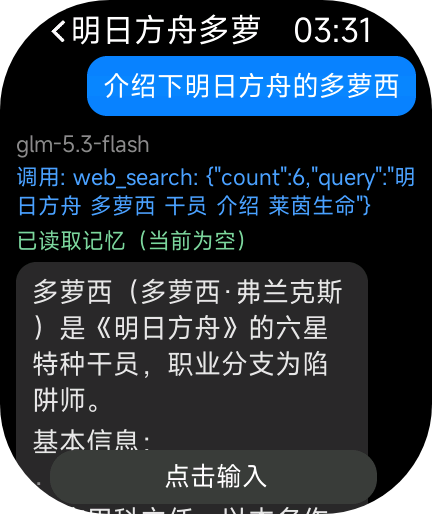 明日方舟多萝 03:31
介绍下明日方舟的多萝西
glm-5.3-flash
调用: web_search: {"count":6,"query":"明
日方舟 多萝西 干员 介绍 莱茵生命"}
已读取记忆（当前为空）
多萝西（多萝西·弗兰克斯
）是《明日方舟》的六星
特种干员，职业分支为陷
阱师。
基本信息：
点击输入